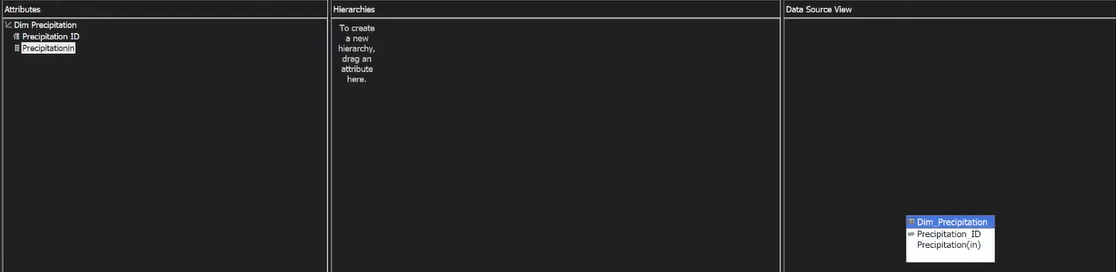 Attributes
Dim Precipitation
Precipitation ID
Precipitationin
Hierarchies
To create
a new
hierarchy,
drag an
attribute
here.
Data Source View
Dim_Precipitation
Precipitation_ID
Precipitation(in)